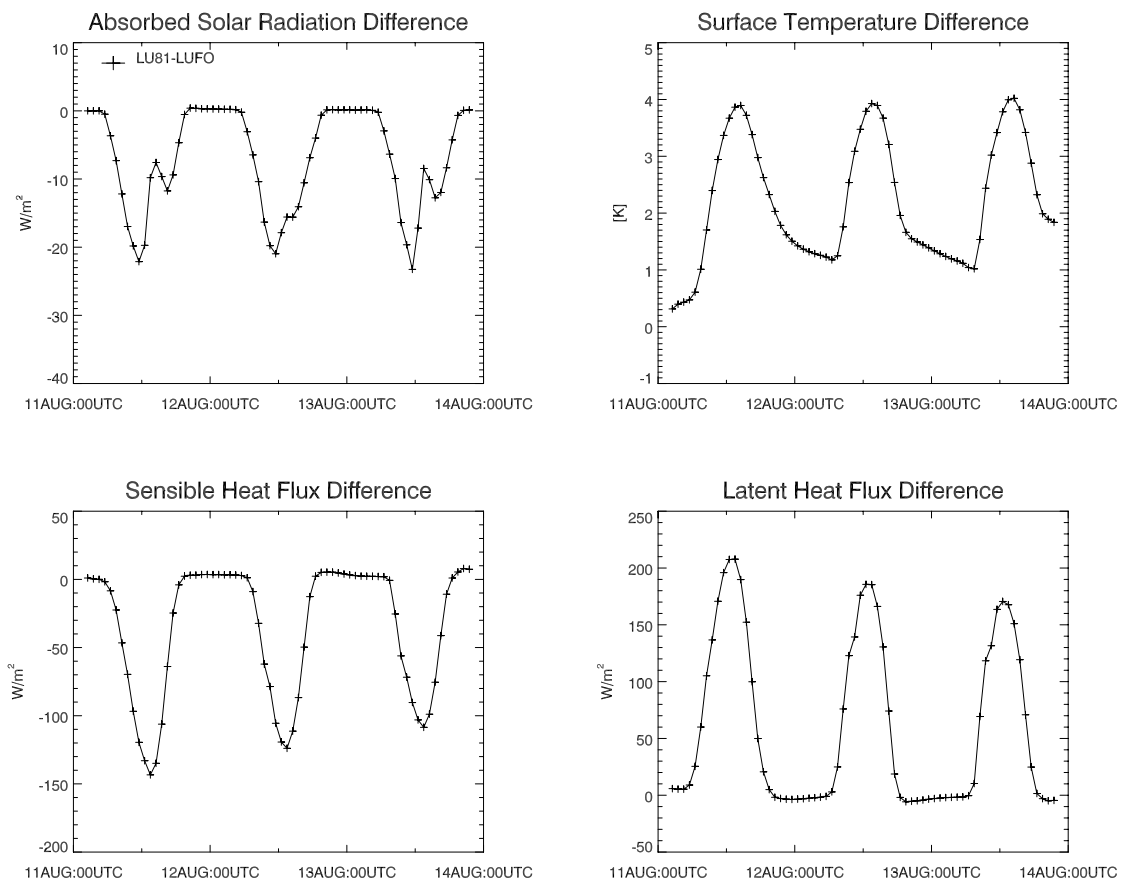 Absorbed Solar Radiation Difference
LU81-LUFO
W/m²
10
0
-10
-20
-30
-40
11AUG:00UTC 12AUG:00UTC 13AUG:00UTC 14AUG:00UTC
Surface Temperature Difference
[K]
5
4
3
2
1
0
-1
11AUG:00UTC 12AUG:00UTC 13AUG:00UTC 14AUG:00UTC
Sensible Heat Flux Difference
W/m²
50
0
-50
-100
-150
-200
11AUG:00UTC 12AUG:00UTC 13AUG:00UTC 14AUG:00UTC
Latent Heat Flux Difference
W/m²
250
200
150
100
50
0
-50
11AUG:00UTC 12AUG:00UTC 13AUG:00UTC 14AUG:00UTC